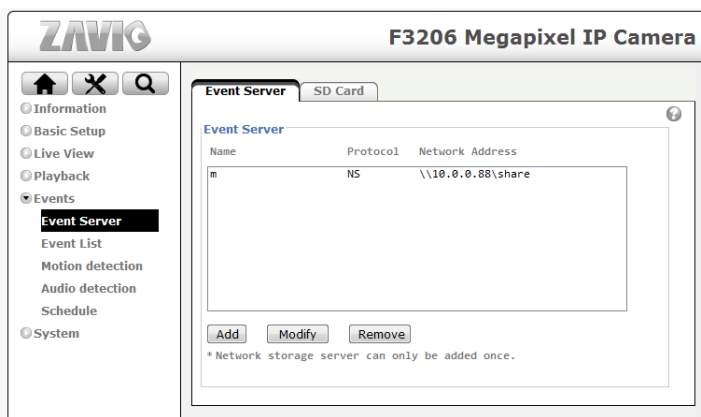 ZAVIO
F3206 Megapixel IP Camera
Information
Basic Setup
Live View
Playback
Events
Event Server
Event List
Motion detection
Audio detection
Schedule
System
Event Server SD Card
Event Server
Name Protocol Network Address
m NS \\10.0.0.88\share
Add Modify Remove
* Network storage server can only be added once.